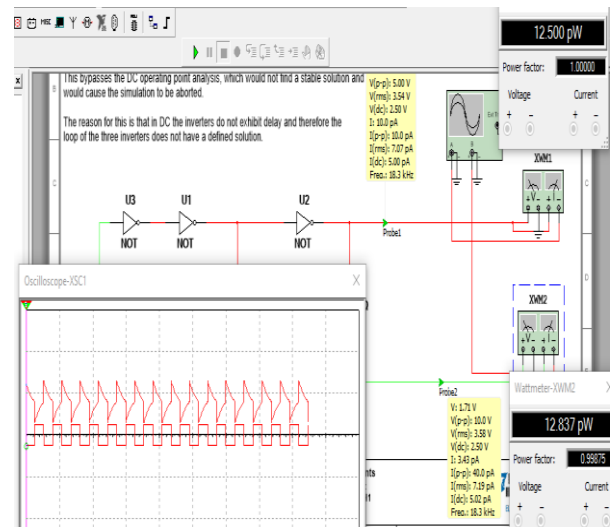 MISC
12.500 pW
Power factor: 1.00000
Voltage Current
+ - + -
This bypasses the DC operating point analysis, which would not find a stable solution and
would cause the simulation to be aborted.
The reason for this is that in DC the inverters do not exhibit delay and therefore the
loop of the three inverters does not have a defined solution.
V(p-p): 5.00 V
V(rms): 3.54 V
V(dc): 2.50 V
I: 10.0 pA
I(p-p): 10.0 pA
I(rms): 7.07 pA
I(dc): 5.00 pA
Freq.: 18.3 kHz
A B
XWM1
+ V - + I -
U3 U1 U2
NOT NOT NOT
Probe1
Oscilloscope-XSC1 X
XWM2
+ V - + I -
Probe2
V: 1.71 V
V(p-p): 10.0 V
V(rms): 3.58 V
V(dc): 2.50 V
I: 3.43 pA
I(p-p): 40.0 pA
I(rms): 7.19 pA
I(dc): 5.02 pA
Freq.: 18.3 kHz
Wattmeter-XWM2
12.837 pW
Power factor: 0.99875
Voltage Current
+ - + -